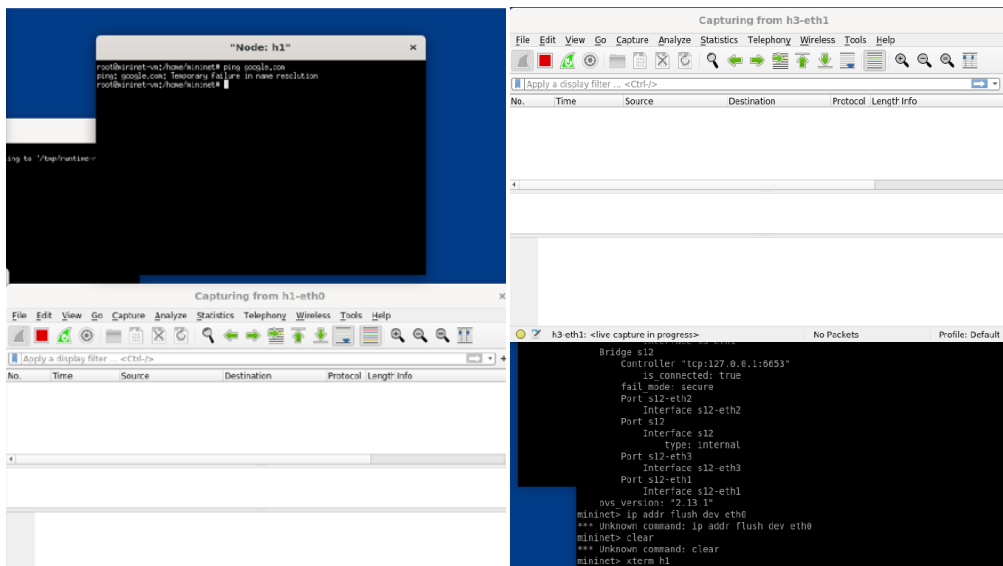 "Node: h1"
×
root@mininet-vm:/home/mininet# ping google.com
ping: google.com: Temporary failure in name resolution
root@mininet-vm:/home/mininet#
ing to '/tmp/runtime-r
Capturing from h1-eth0
×
File Edit View Go Capture Analyze Statistics Telephony Wireless Tools Help
Apply a display filter ... <Ctrl-/>
+
No. Time Source Destination Protocol Length Info
Capturing from h3-eth1
File Edit View Go Capture Analyze Statistics Telephony Wireless Tools Help
Apply a display filter ... <Ctrl-/>
No. Time Source Destination Protocol Length Info
h3-eth1: <live capture in progress>
No Packets
Profile: Default
Bridge s12
Controller "tcp:127.0.0.1:6653"
is_connected: true
fail_mode: secure
Port s12-eth2
Interface s12-eth2
Port s12
Interface s12
type: internal
Port s12-eth3
Interface s12-eth3
Port s12-eth1
Interface s12-eth1
ovs_version: "2.13.1"
mininet> ip addr flush dev eth0
*** Unknown command: ip addr flush dev eth0
mininet> clear
*** Unknown command: clear
mininet> xterm h1